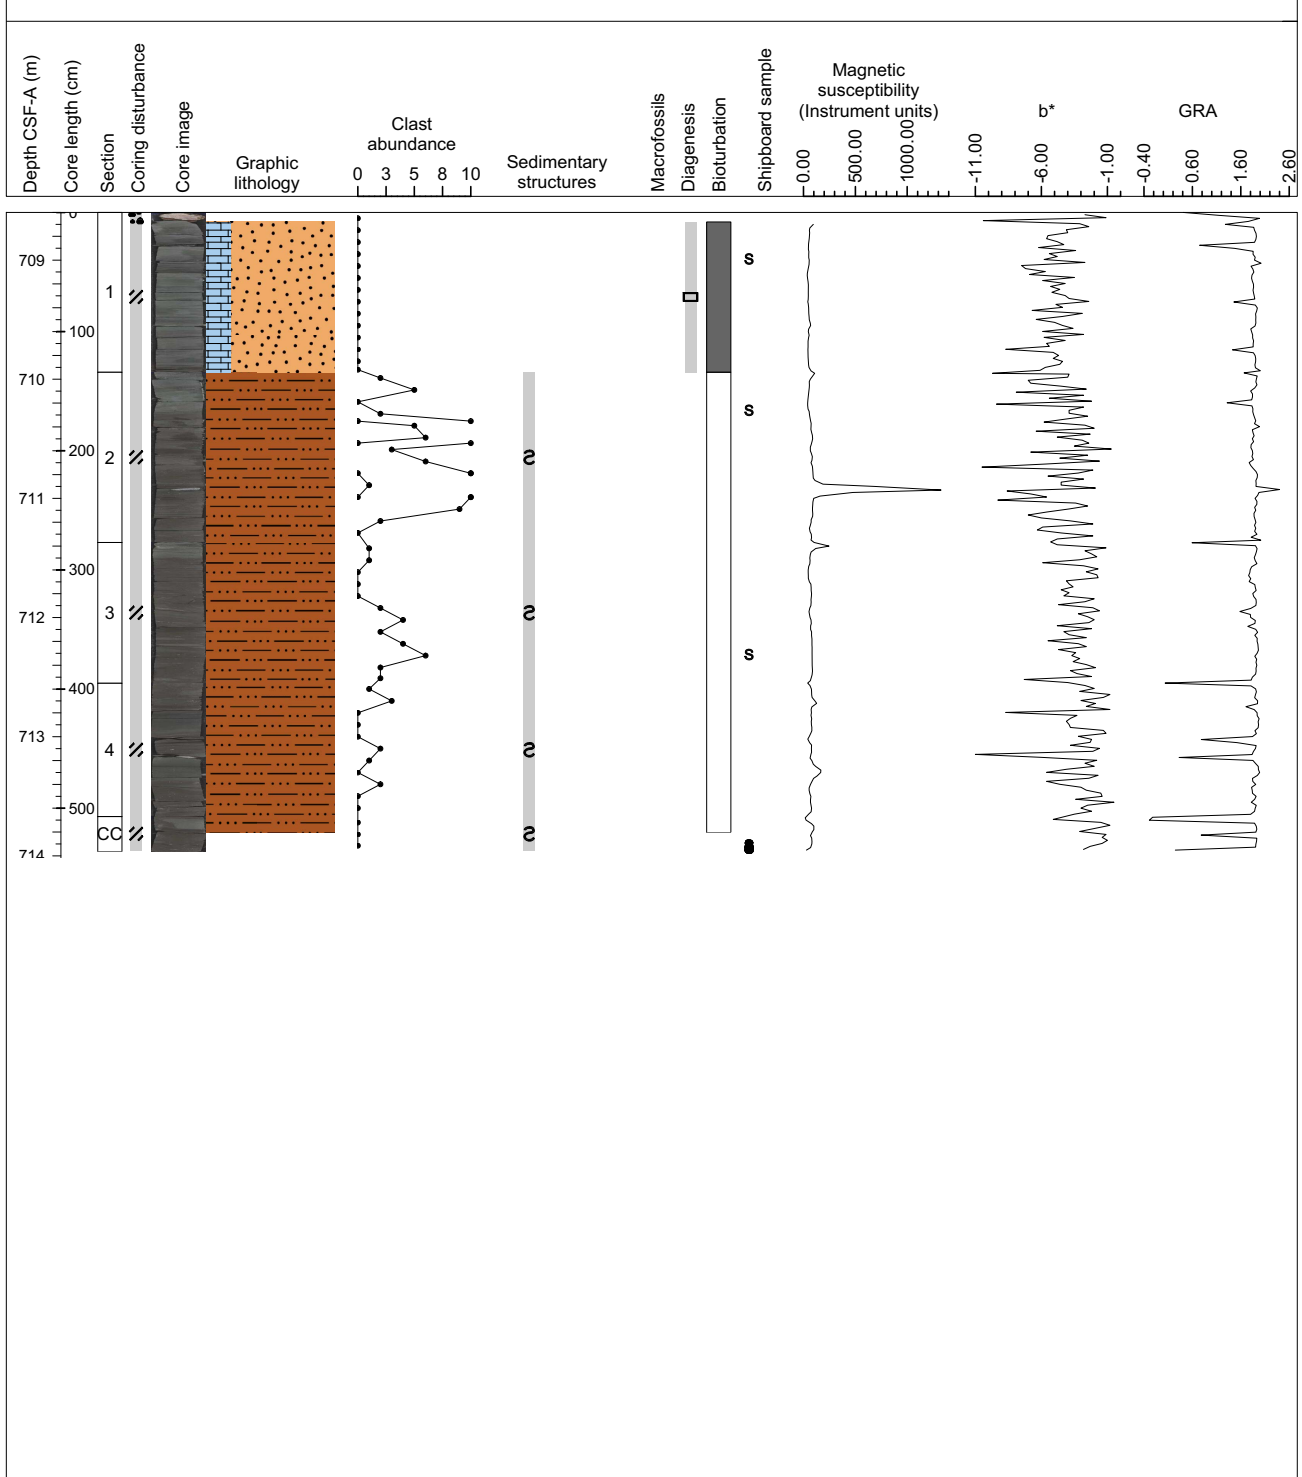 Depth CSF-A (m)
Core length (cm)
Section
Coring disturbance
Core image
Graphic
lithology
Clast
abundance
0 3 5 8 10
Sedimentary
structures
Macrofossils
Diagenesis
Bioturbation
Shipboard sample
Magnetic
susceptibility
(Instrument units)
0.00 500.00 1000.00
b*
-11.00 -6.00 -1.00
GRA
-0.40 0.60 1.60 2.60
0
709
1
100
710
200
2
711
300
712
3
400
713
4
500
CC
714
S
S
S